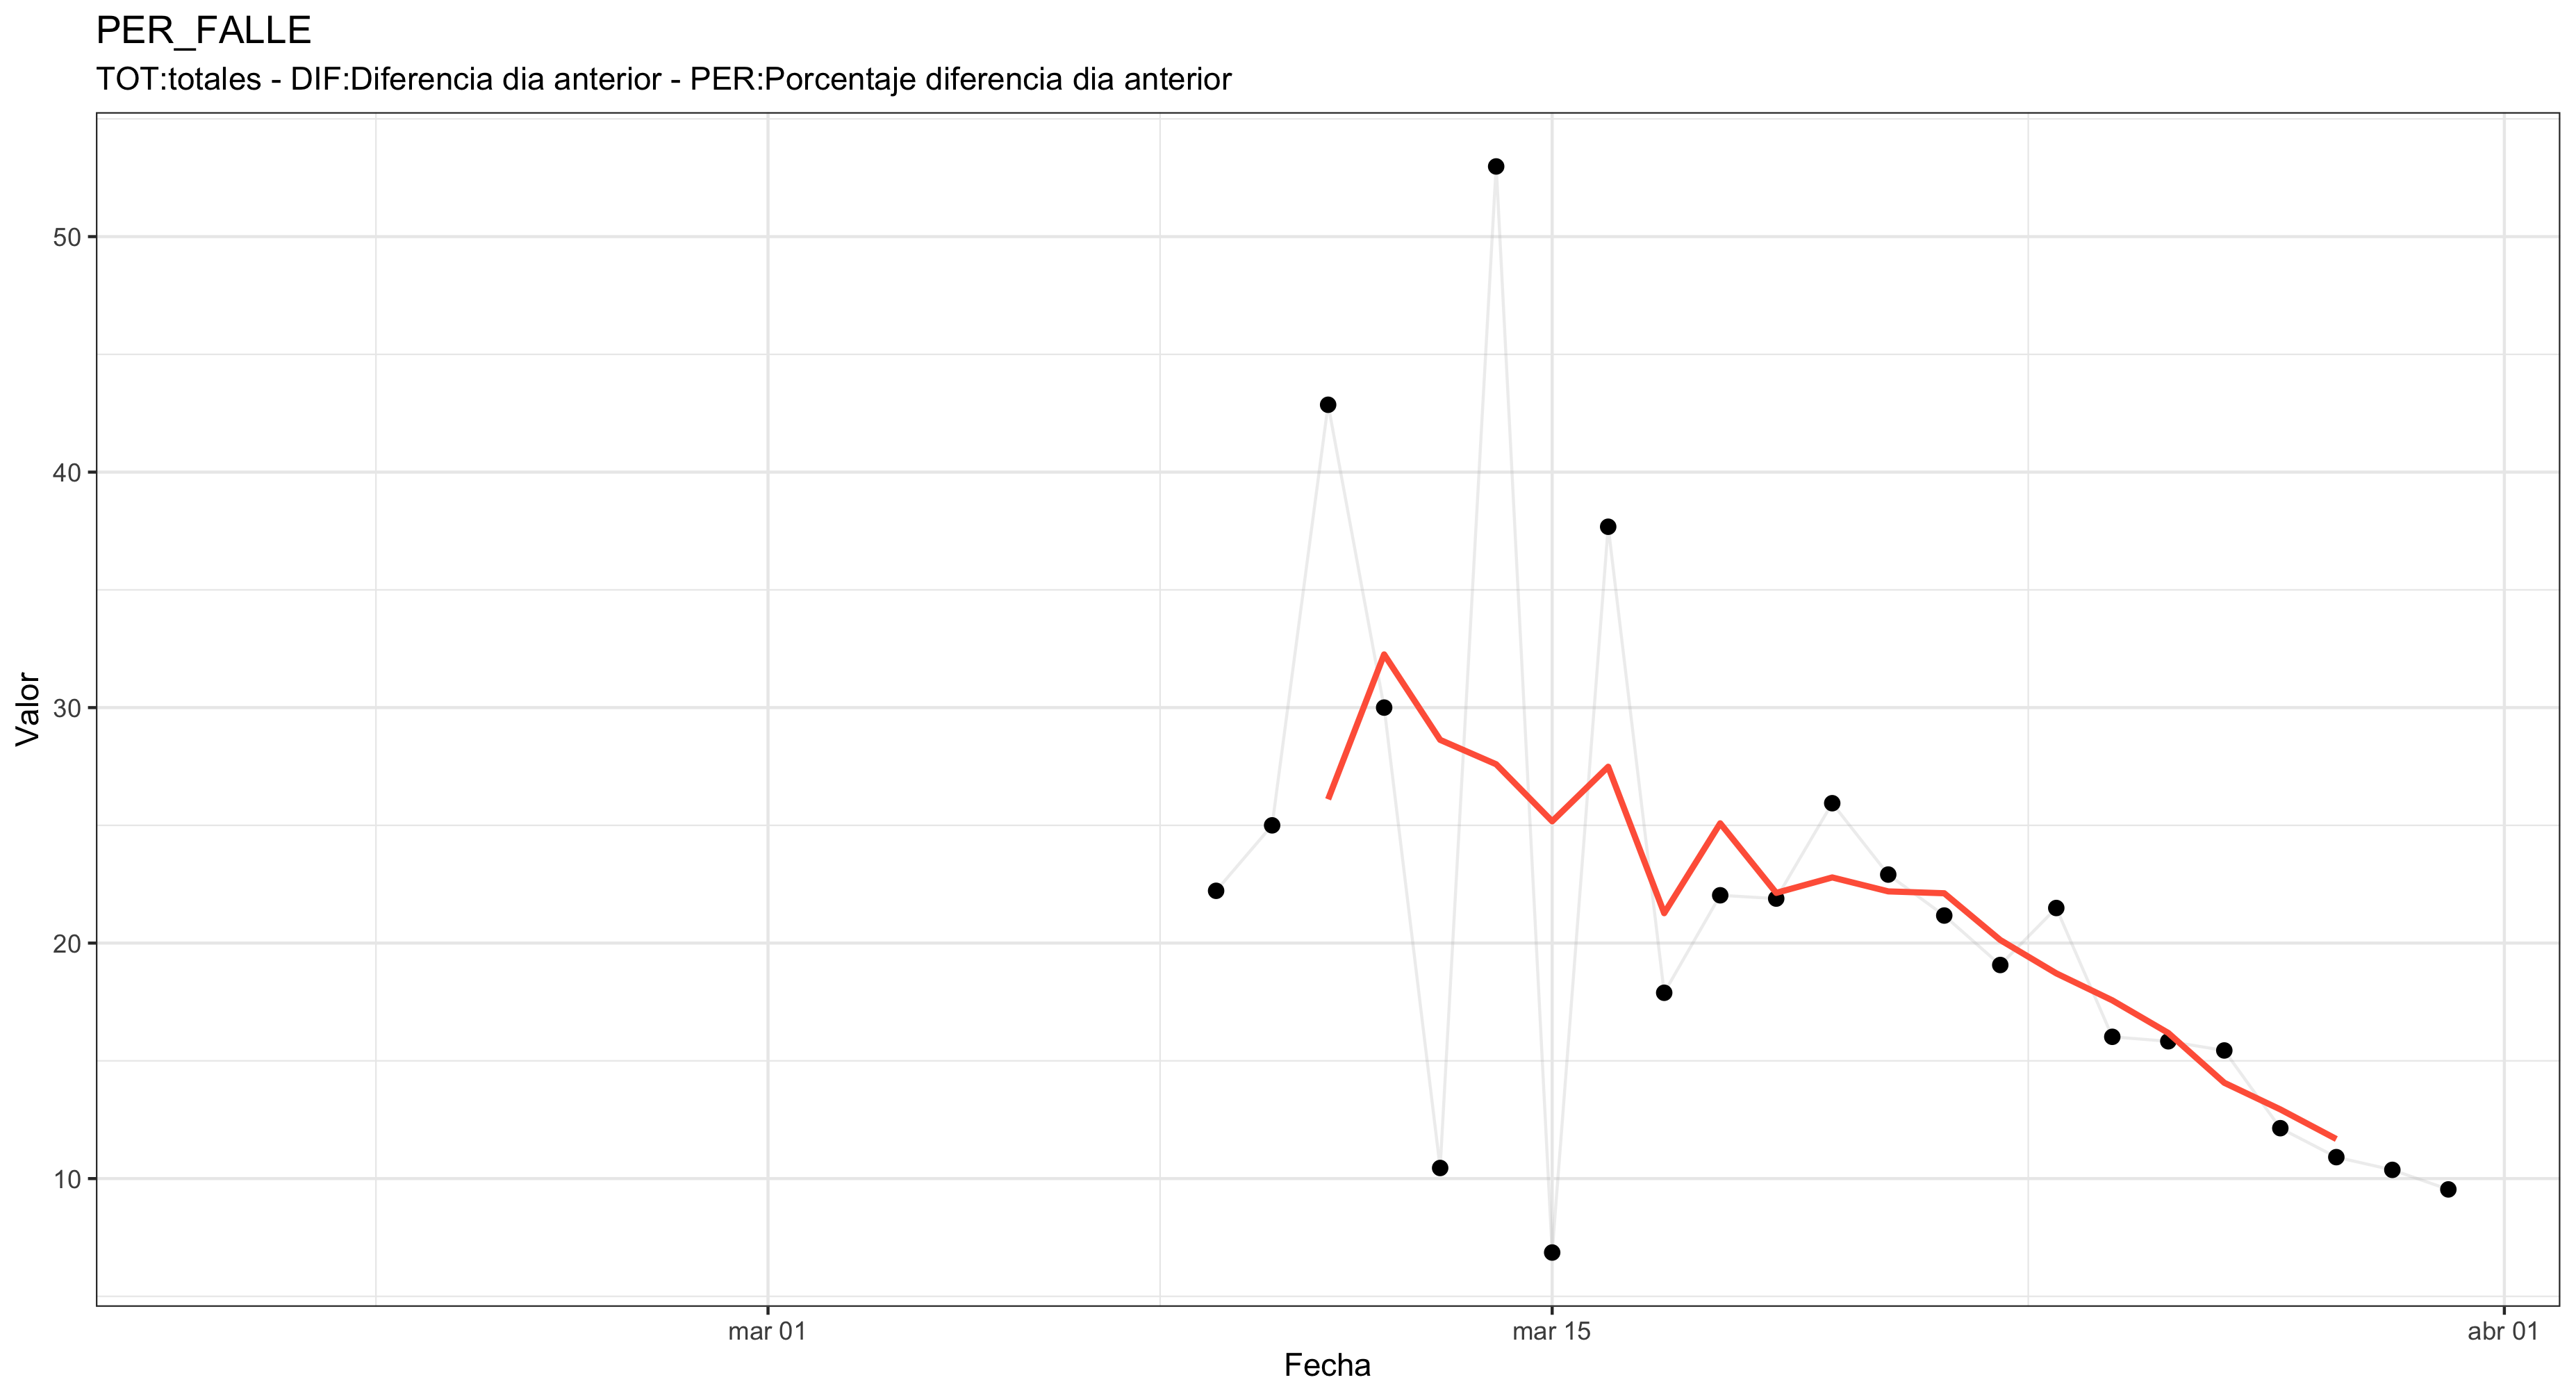 PER_FALLE
TOT:totales - DIF:Diferencia dia anterior - PER:Porcentaje diferencia dia anterior
Valor
50
40
30
20
10
mar 01
mar 15
abr 01
Fecha